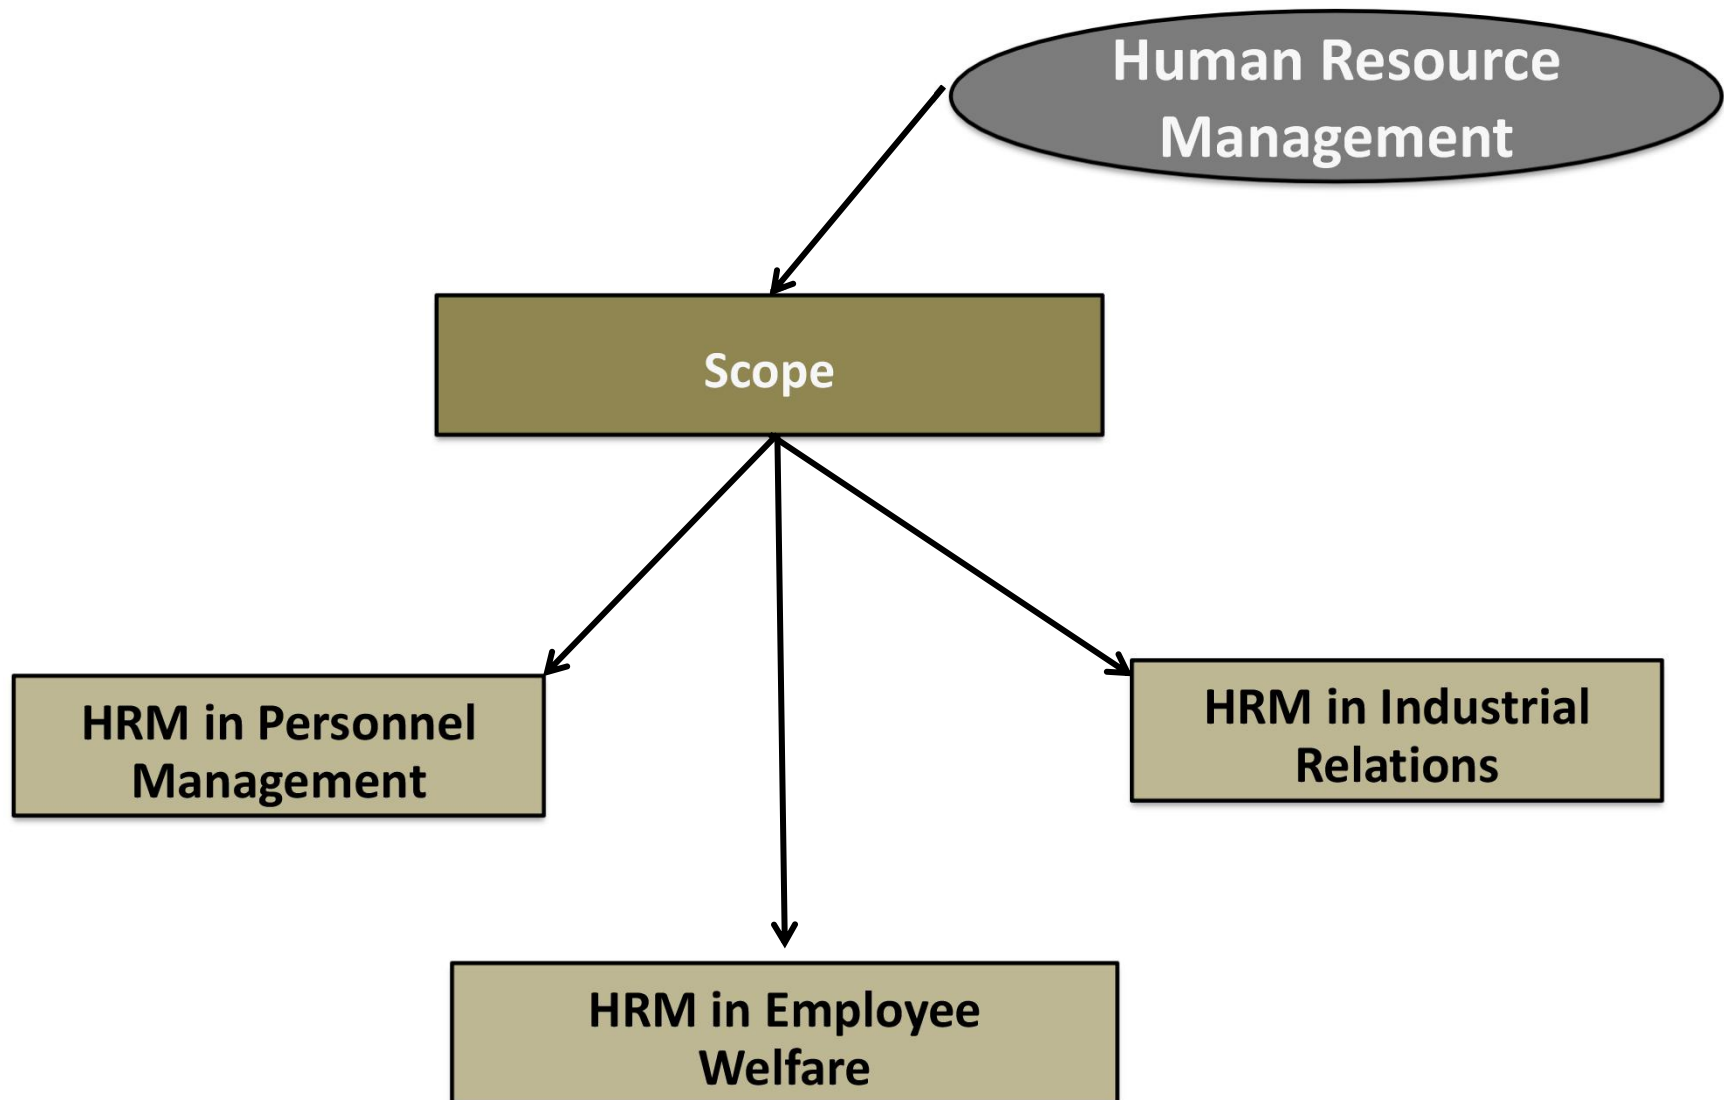 Human Resource
Management
Scope
HRM in Personnel
Management
HRM in Industrial
Relations
HRM in Employee
Welfare